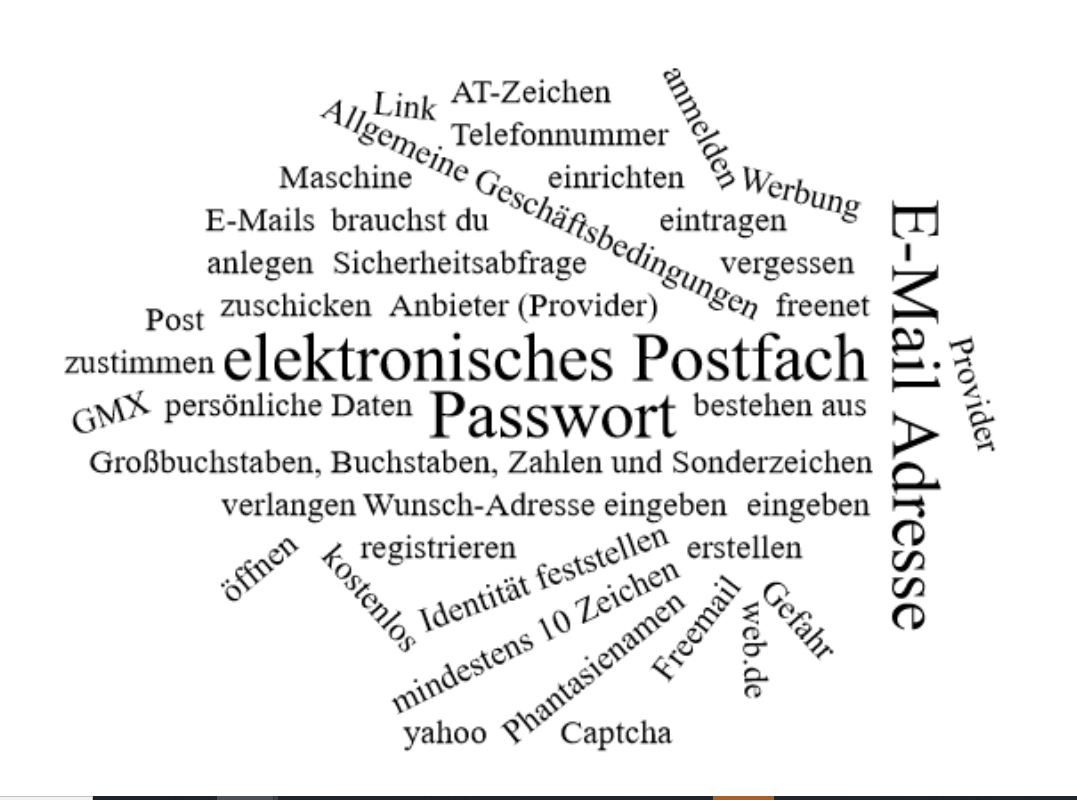 AT-Zeichen
Link
anmelden
Allgemeine Geschäftsbedingungen
Telefonnummer
Maschine
einrichten
Werbung
E-Mails brauchst du
eintragen
E-Mail Adresse
anlegen Sicherheitsabfrage
vergessen
zuschicken Anbieter (Provider)
freenet
Post
elektronisches Postfach
zustimmen
Provider
GMX
persönliche Daten
Passwort
bestehen aus
Großbuchstaben, Buchstaben, Zahlen und Sonderzeichen
verlangen Wunsch-Adresse eingeben eingeben
öffnen
kostenlos
registrieren
Identität feststellen
erstellen
mindestens 10 Zeichen
Phantasienamen
Freemail
web.de
Gefahr
yahoo
Captcha